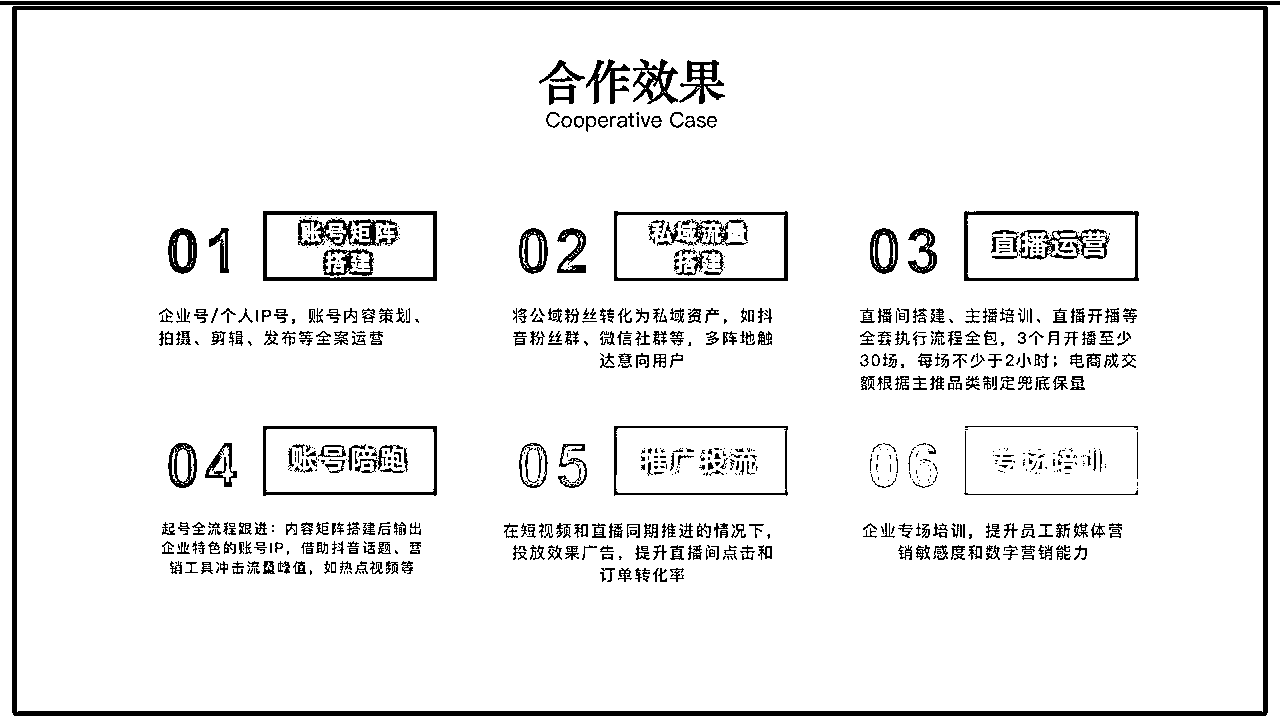 合作效果
Cooperative Case
01
账号矩阵
搭建
企业号/个人IP号，账号内容策划、
拍摄、剪辑、发布等全案运营
02
私域流量
搭建
将公域粉丝转化为私域资产，如抖
音粉丝群、微信社群等，多阵地触
达意向用户
03
直播运营
直播间搭建、主播培训、直播开播等
全套执行流程全包，3个月开播至少
30场，每场不少于2小时；电商成交
额根据主推品类制定兜底保量
04
账号陪跑
起号全流程跟进：内容矩阵搭建后输出
企业特色的账号IP，借助抖音话题、营
销工具冲击流量峰值，如热点视频等
05
推广投流
在短视频和直播同期推进的情况下，
投放效果广告，提升直播间点击和
订单转化率
06
专场培训
企业专场培训，提升员工新媒体营
销敏感度和数字营销能力